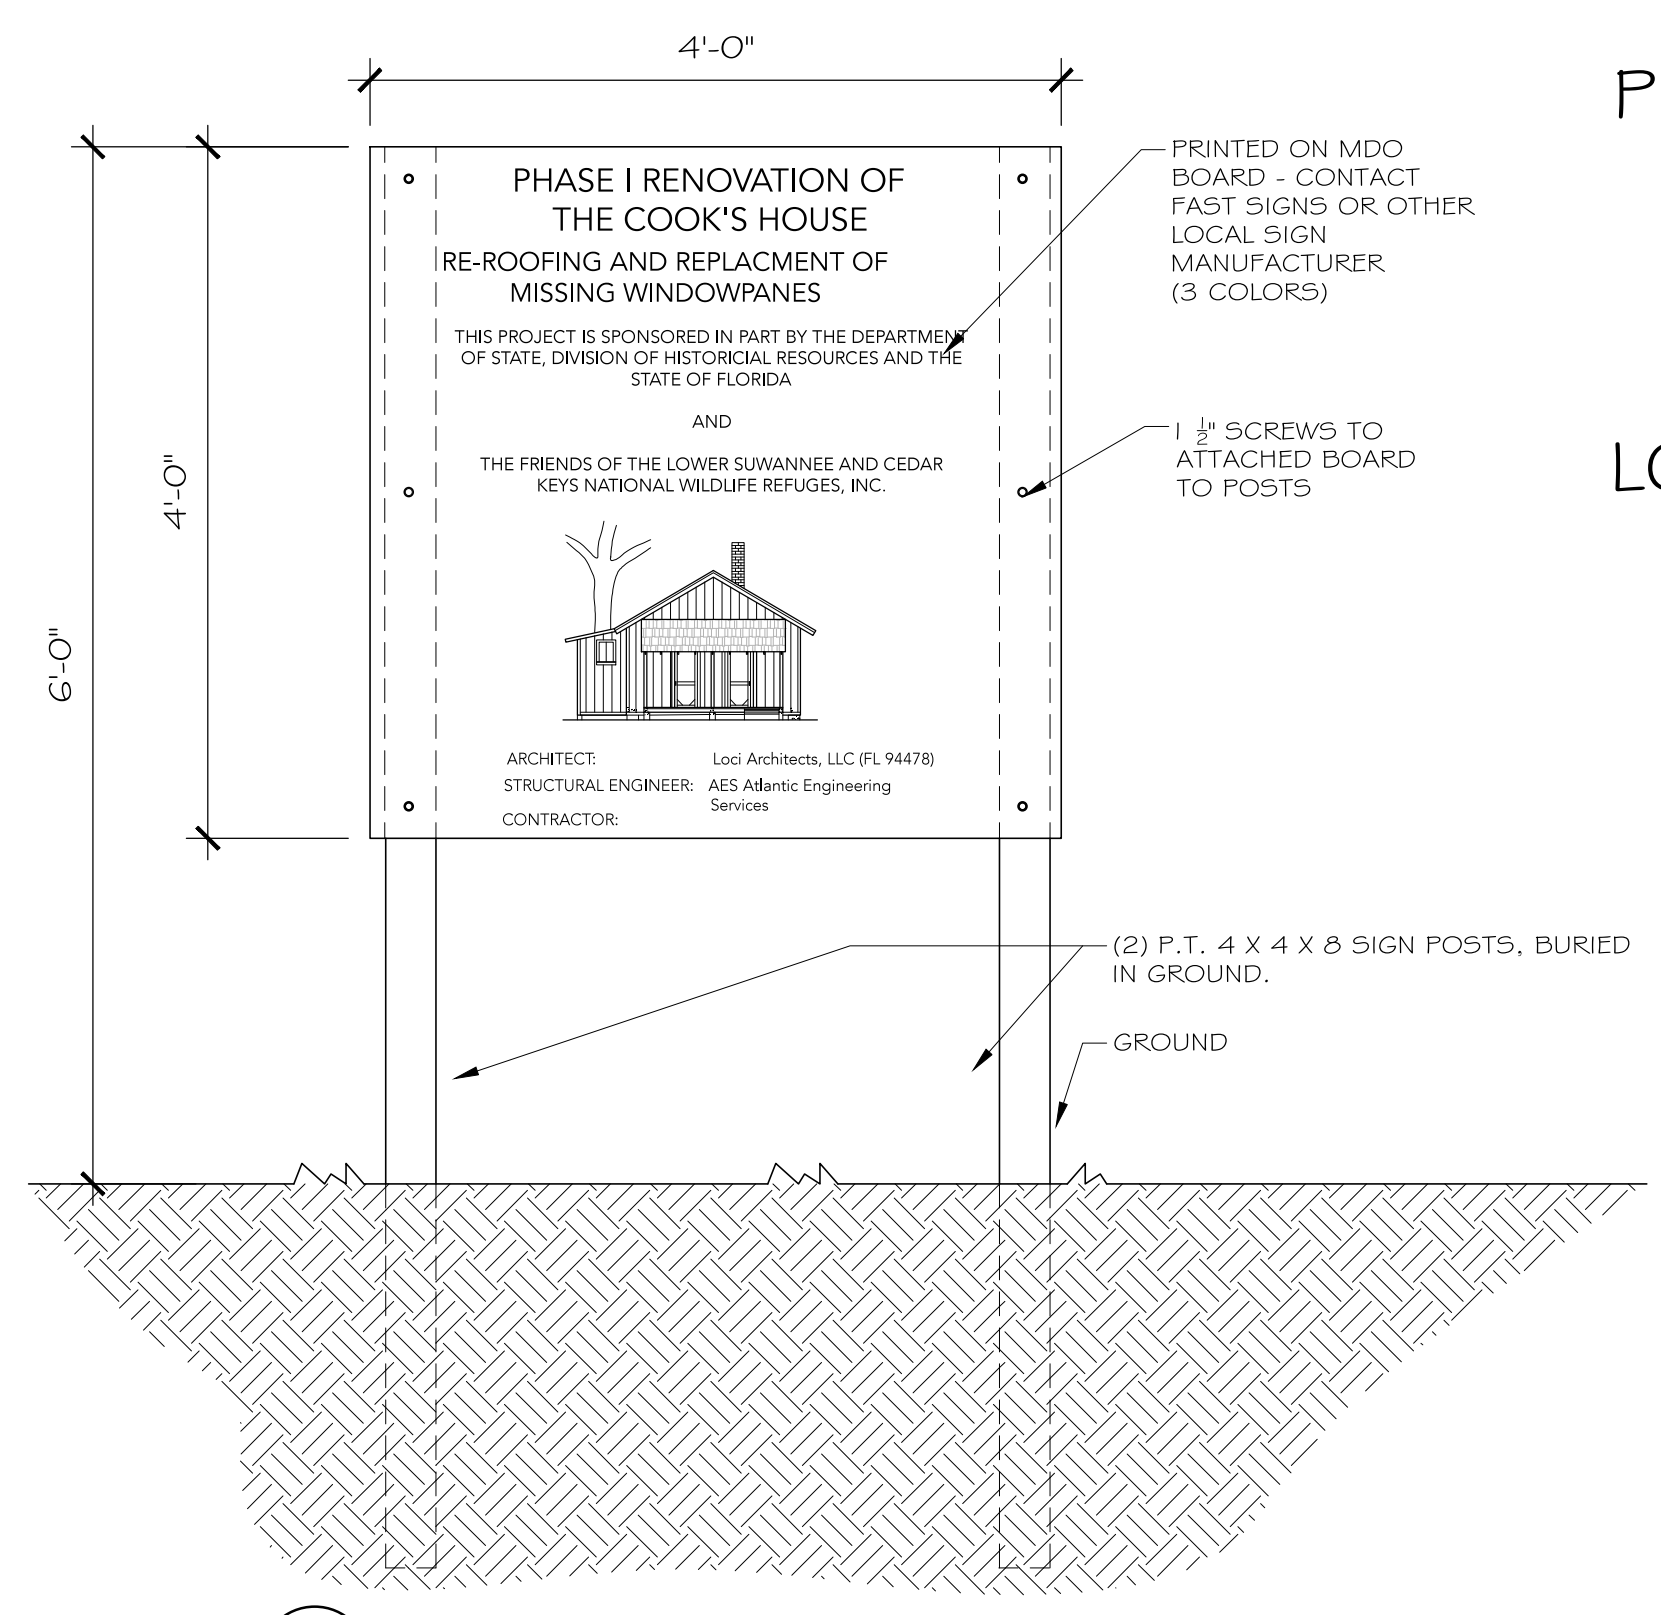 4'-0"
P
PRINTED ON MDO
BOARD - CONTACT
FAST SIGNS OR OTHER
LOCAL SIGN
MANUFACTURER
(3 COLORS)
PHASE I RENOVATION OF
THE COOK'S HOUSE
RE-ROOFING AND REPLACMENT OF
MISSING WINDOWPANES
THIS PROJECT IS SPONSORED IN PART BY THE DEPARTMENT
OF STATE, DIVISION OF HISTORICIAL RESOURCES AND THE
STATE OF FLORIDA
AND
THE FRIENDS OF THE LOWER SUWANNEE AND CEDAR
KEYS NATIONAL WILDLIFE REFUGES, INC.
1 1/2" SCREWS TO
ATTACHED BOARD
TO POSTS
LO
4'-0"
6'-0"
ARCHITECT: Loci Architects, LLC (FL 94478)
STRUCTURAL ENGINEER: AES Atlantic Engineering
Services
CONTRACTOR:
(2) P.T. 4 X 4 X 8 SIGN POSTS, BURIED
IN GROUND.
GROUND